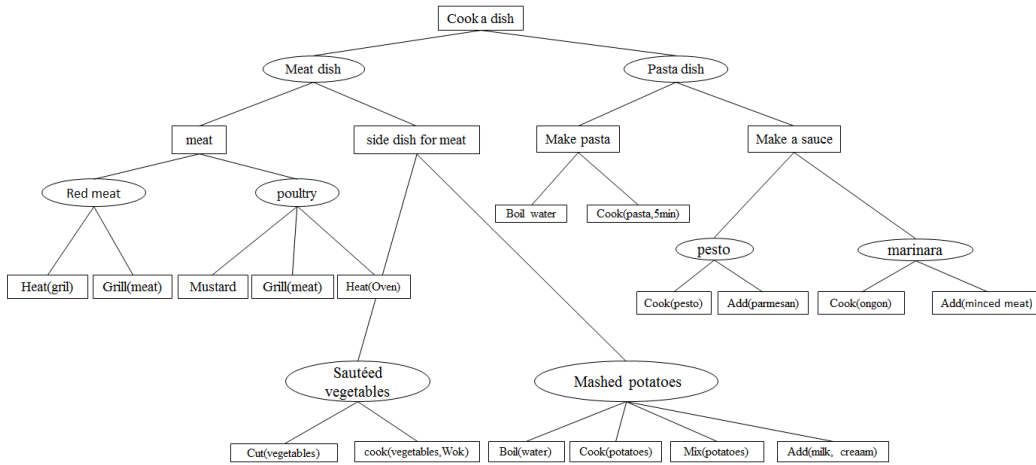 Cook a dish
Meat dish
Pasta dish
meat
side dish for meat
Make pasta
Make a sauce
Red meat
poultry
Boil water
Cook(pasta,5min)
pesto
marinara
Heat(gril)
Grill(meat)
Mustard
Grill(meat)
Heat(Oven)
Cook(pesto)
Add(parmesan)
Cook(ongon)
Add(minced meat)
Sautéed
vegetables
Mashed potatoes
Cut(vegetables)
cook(vegetables,Wok)
Boil(water)
Cook(potatoes)
Mix(potatoes)
Add(milk, creaam)